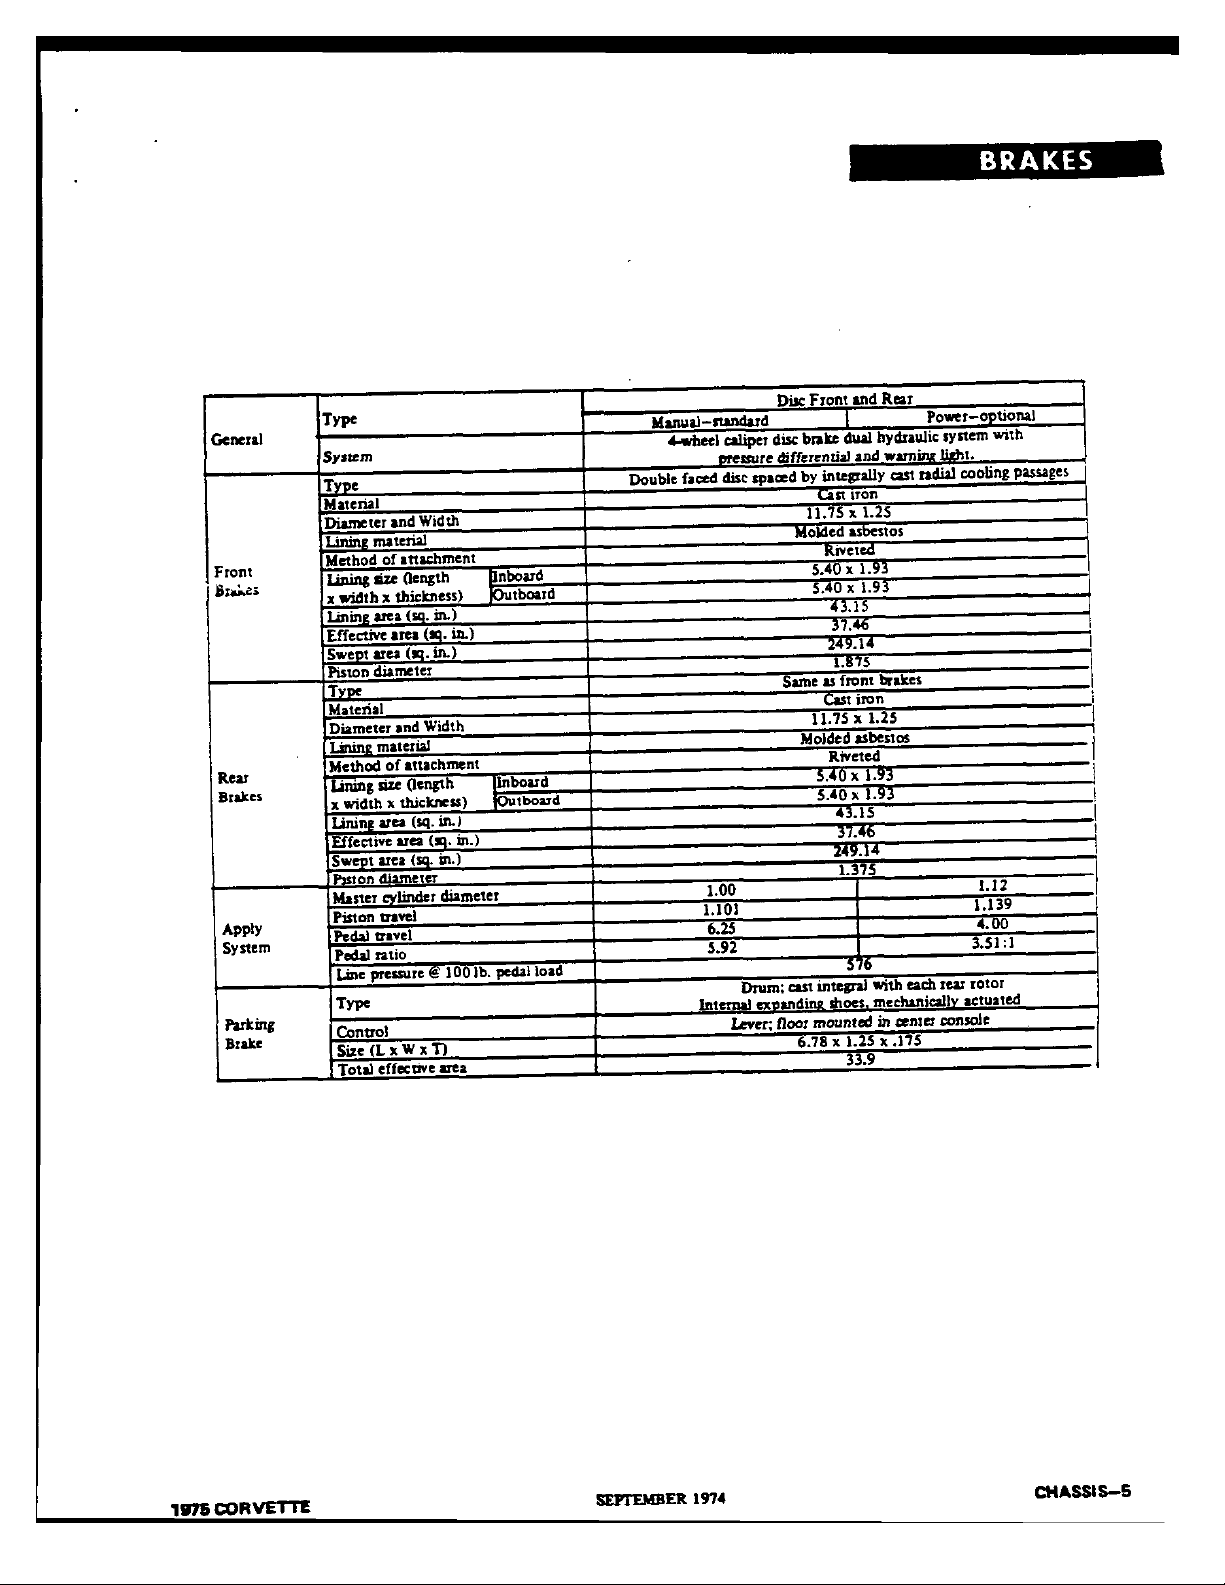 BRAKES
General
Type
Disc Front and Rear
Manual—standard
Power—optional
System
4-wheel caliper disc brake dual hydraulic system with
pressure differential and warning light.
Front
Brakes
Type
Double faced disc spaced by integrally cast radial cooling passages
Material
Cast iron
Diameter and Width
11.75 x 1.25
Lining material
Molded asbestos
Method of attachment
Riveted
Lining size (length
Inboard
5.40 x 1.93
x width x thickness)
Outboard
5.40 x 1.93
Lining area (sq. in.)
43.15
Effective area (sq. in.)
37.46
Swept area (sq. in.)
249.14
Piston diameter
1.875
Rear
Brakes
Type
Same as front brakes
Material
Cast iron
Diameter and Width
11.75 x 1.25
Lining material
Molded asbestos
Method of attachment
Riveted
Lining size (length
Inboard
5.40 x 1.93
x width x thickness)
Outboard
5.40 x 1.93
Lining area (sq. in.)
43.15
Effective area (sq. in.)
37.46
Swept area (sq. in.)
249.14
Piston diameter
1.375
Apply
System
Master cylinder diameter
1.00
1.12
Piston travel
1.101
1.139
Pedal travel
6.25
4.00
Pedal ratio
5.92
3.51:1
Line pressure @ 100 lb. pedal load
576
Parking
Brake
Type
Drum; cast integral with each rear rotor
Internal expanding shoes, mechanically actuated
Control
Lever; floor mounted in center console
Size (L x W x T)
6.78 x 1.25 x .175
Total effective area
33.9
1975 CORVETTE
SEPTEMBER 1974
CHASSIS—5